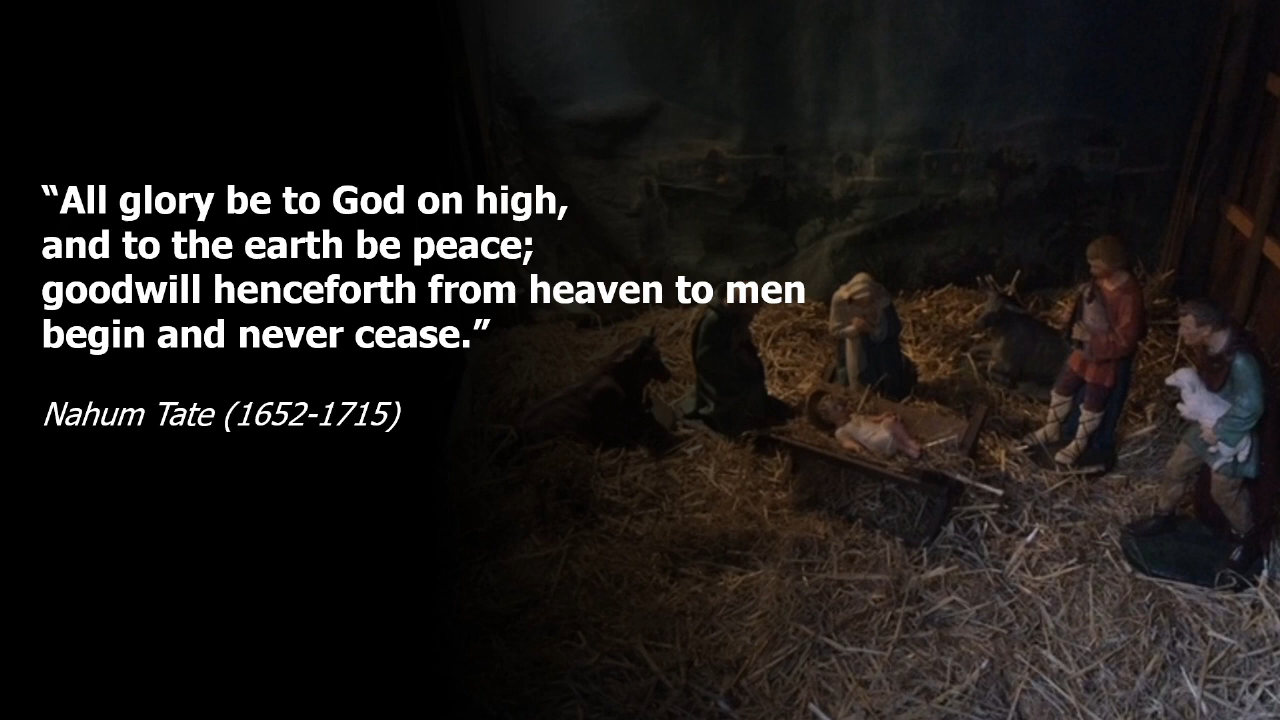 “All glory be to God on high,
and to the earth be peace;
goodwill henceforth from heaven to men
begin and never cease.”
Nahum Tate (1652-1715)